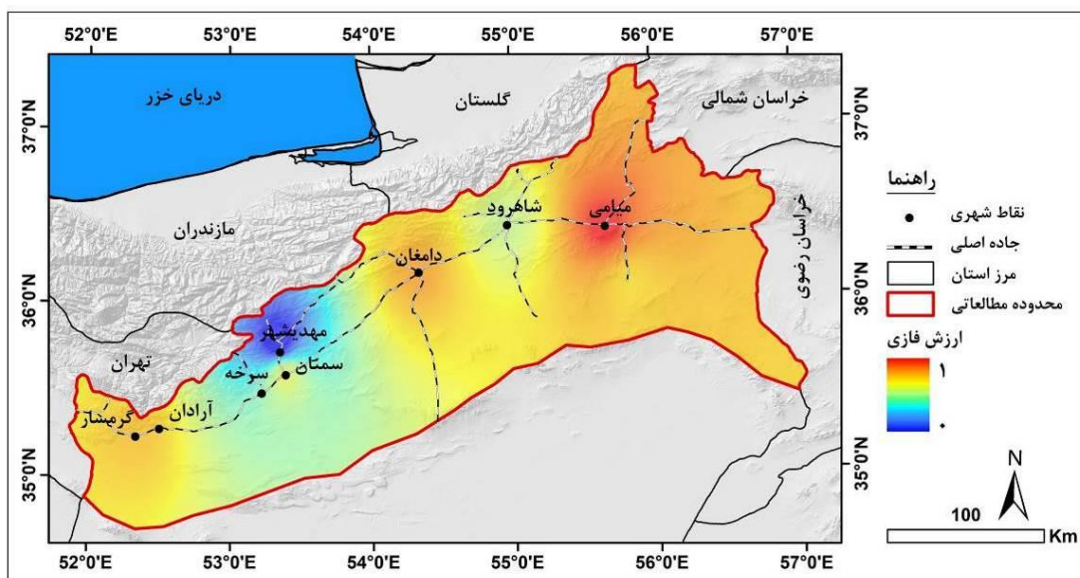 52°0'E 53°0'E 54°0'E 55°0'E 56°0'E 57°0'E
37°0'N
36°0'N
35°0'N
37°0'N
36°0'N
35°0'N
دریای خزر
گلستان
خراسان شمالی
مازندران
شاهرود
میامی
خراسان رضوی
دامغان
مهدیشهر
تهران
سمنان
سرخه
آرادان
گرمسار
52°0'E 53°0'E 54°0'E 55°0'E 56°0'E 57°0'E
راهنما
نقاط شهری
جاده اصلی
مرز استان
محدوده مطالعاتی
ارزش فازی
۱
۰
N
100
Km